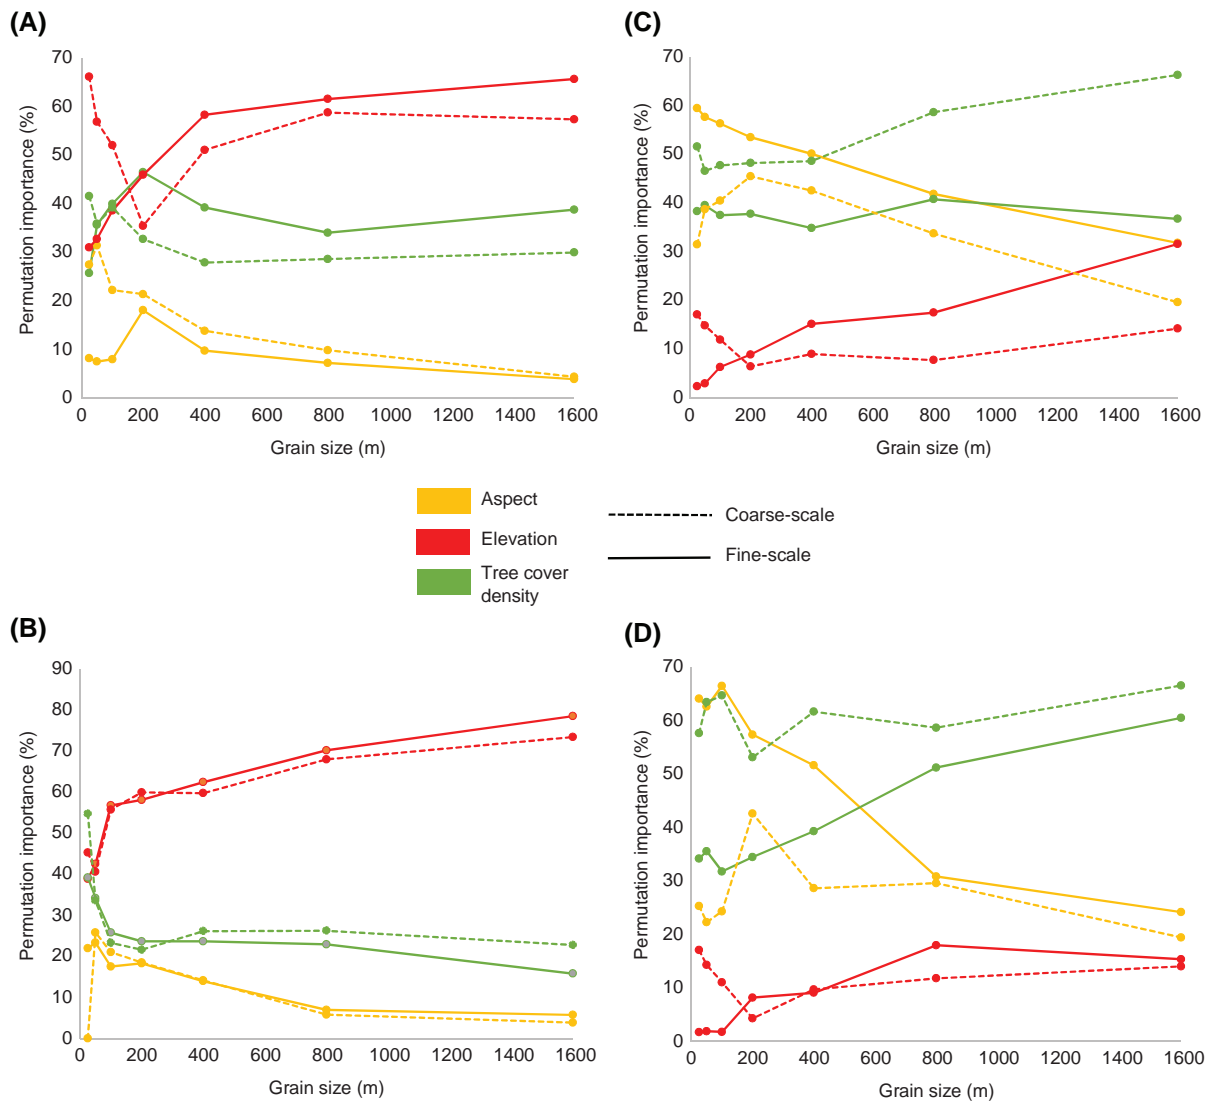 (A)
70
60
50
40
30
20
10
0
Permutation importance (%)
0 200 400 600 800 1000 1200 1400 1600
Grain size (m)
(C)
70
60
50
40
30
20
10
0
Permutation importance (%)
0 200 400 600 800 1000 1200 1400 1600
Grain size (m)
Aspect
Elevation
Tree cover
density
Coarse-scale
Fine-scale
(B)
90
80
70
60
50
40
30
20
10
0
Permutation importance (%)
0 200 400 600 800 1000 1200 1400 1600
Grain size (m)
(D)
70
60
50
40
30
20
10
0
Permutation importance (%)
0 200 400 600 800 1000 1200 1400 1600
Grain size (m)